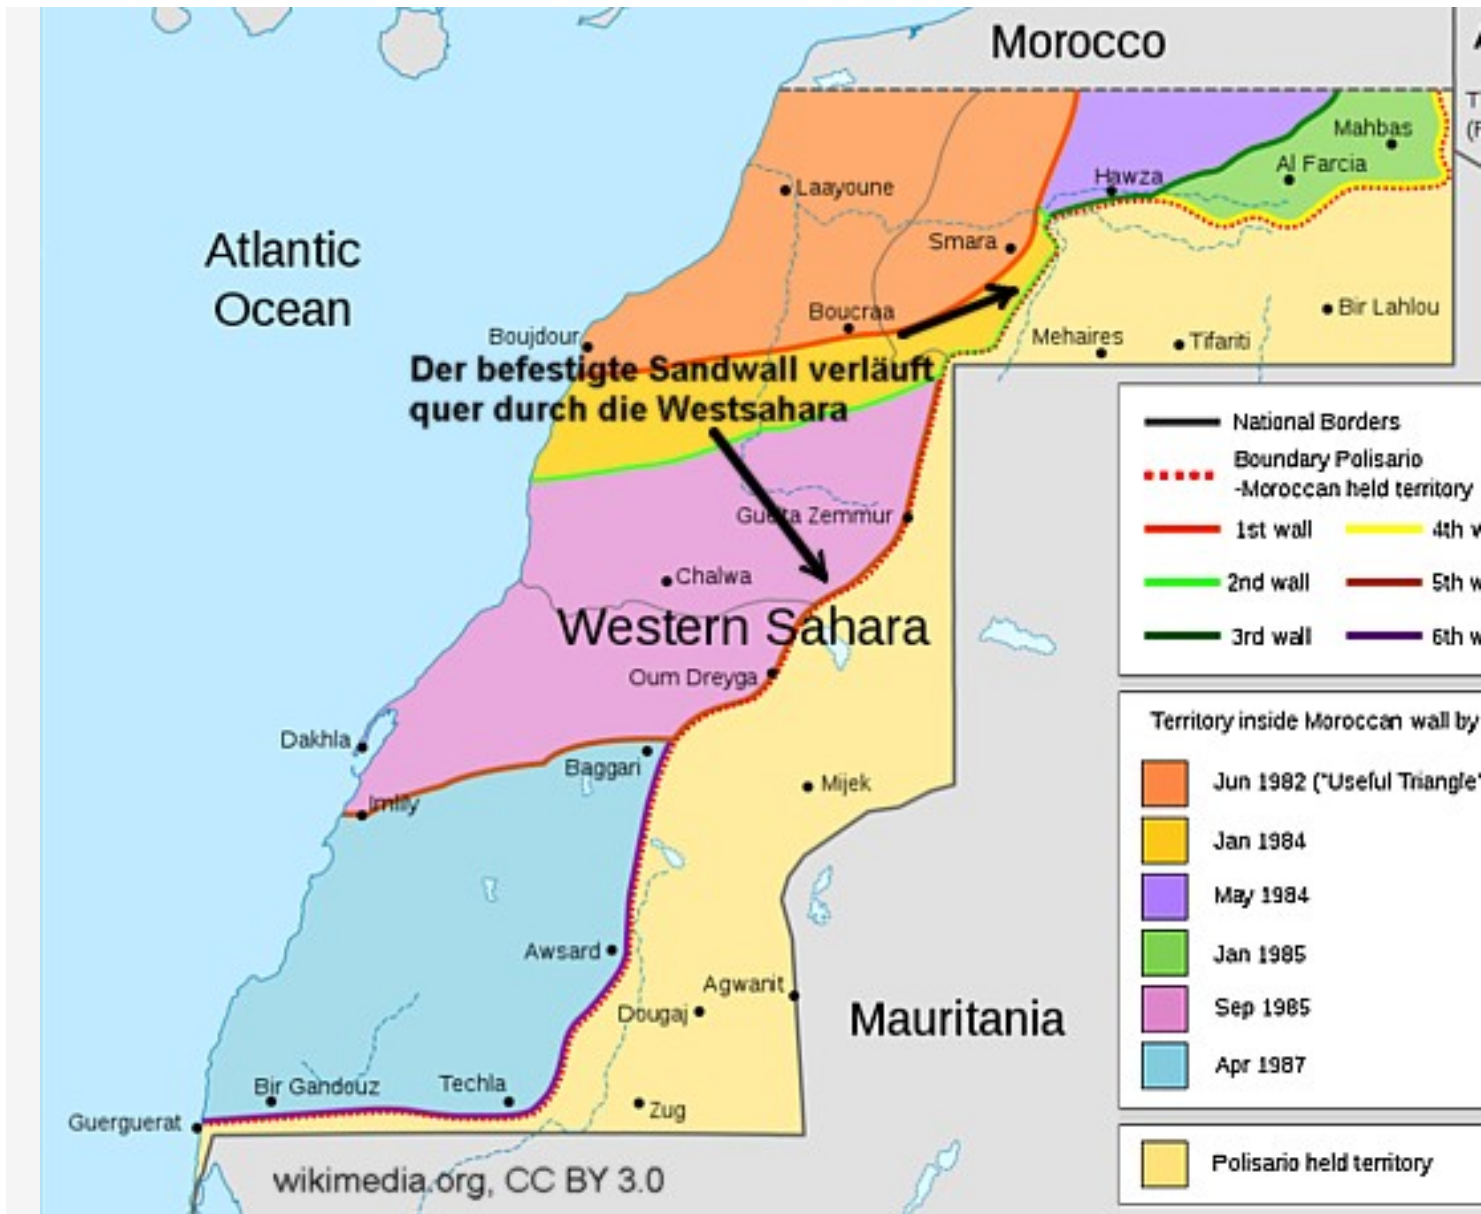 Morocco
A
T
(F
Mahbas
Al Farcia
Hawza
Laayoune
Smara
Atlantic
Ocean
Boucraa
Bir Lahlou
Boujdour
Mehaires
Tifariti
Der befestigte Sandwall verläuft
quer durch die Westsahara
Guelta Zemmur
Chalwa
Western Sahara
Oum Dreyga
Dakhla
Baggari
Imlily
Mijek
Awsard
Agwanit
Dougaj
Mauritania
Bir Gandouz
Techla
Zug
Guerguerat
wikimedia.org, CC BY 3.0
National Borders
Boundary Polisario
-Moroccan held territory
1st wall
4th w
2nd wall
5th w
3rd wall
6th w
Territory inside Moroccan wall by
Jun 1982 ("Useful Triangle"
Jan 1984
May 1984
Jan 1985
Sep 1985
Apr 1987
Polisario held territory